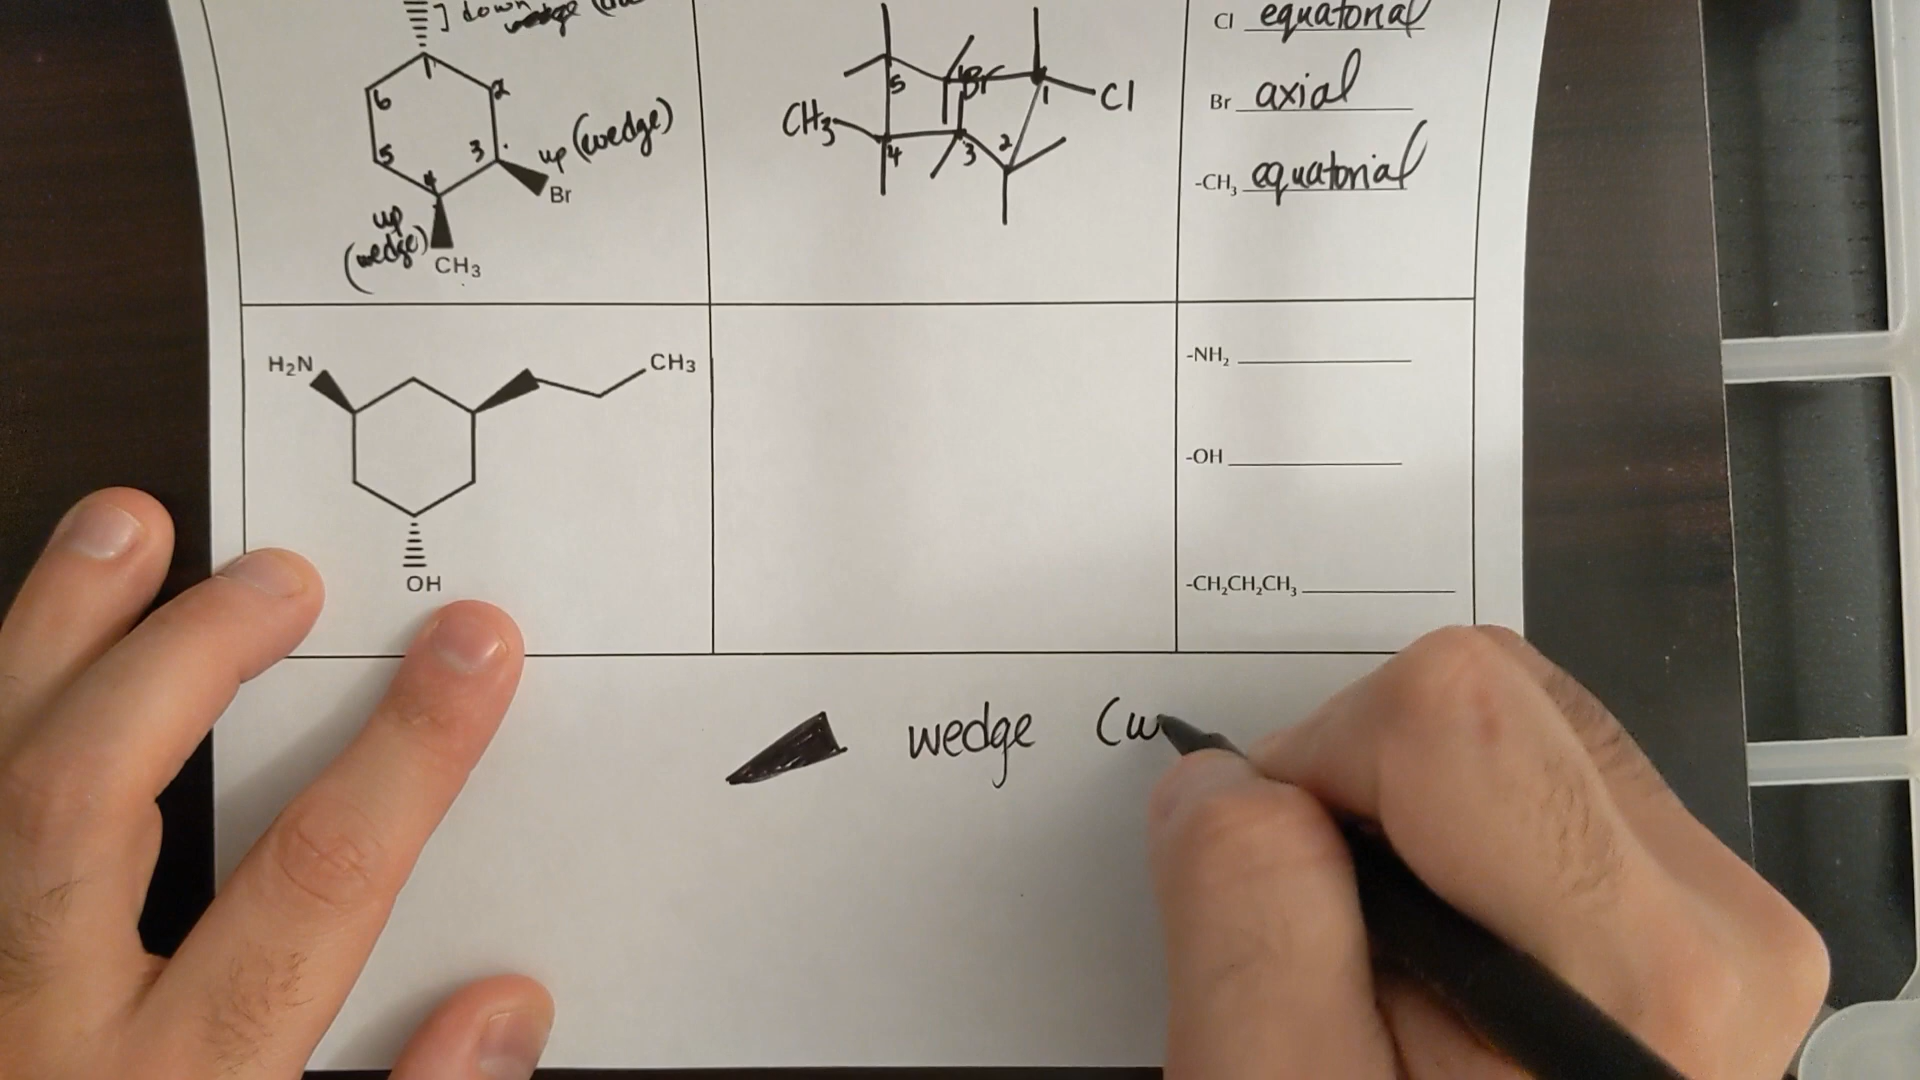 ] down
1
2
3
4
5
6
up (wedge)
Br
up
(wedge)
CH3
5
Br
1
Cl
CH3
4
3
2
Cl equatorial
Br axial
-CH3 equatorial
H2N
CH3
OH
-NH2
-OH
-CH2CH2CH3
wedge (w